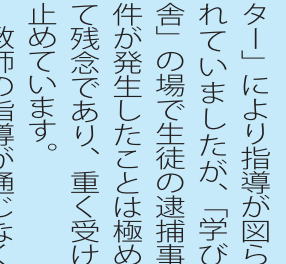 ター」により指導が図ら
れていましたが、「学び
舎」の場で生徒の逮捕事
件が発生したことは極め
て残念であり、重く受け
止めています。
教師の指導が通じなく